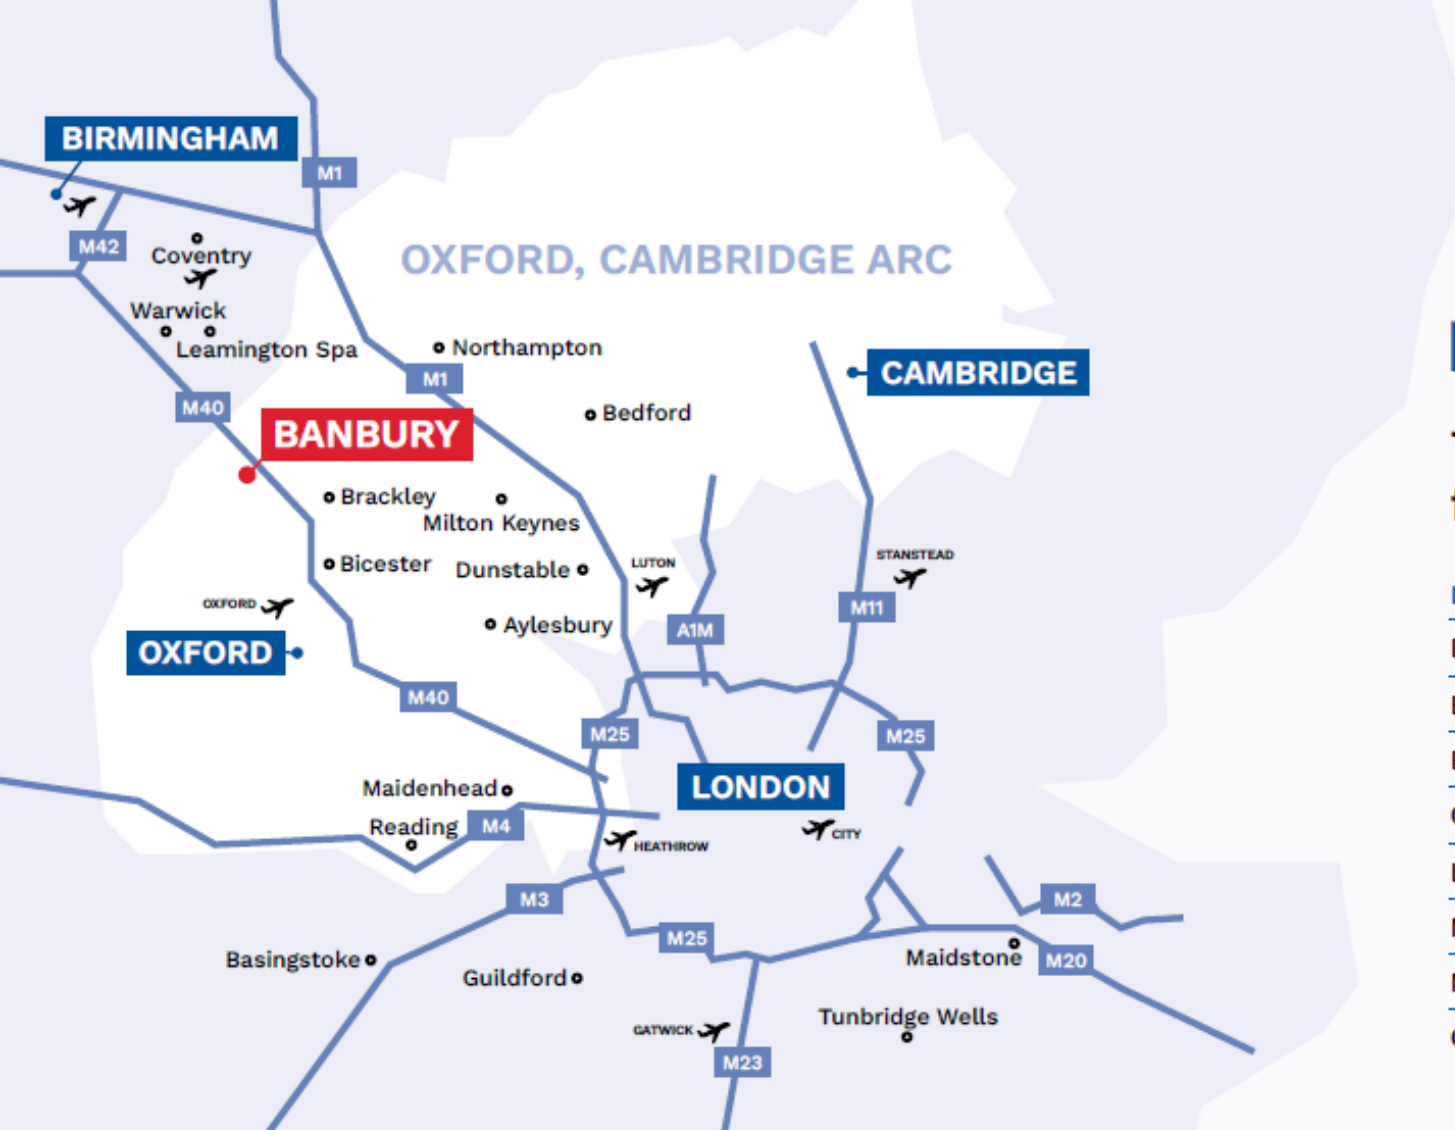 BIRMINGHAM
M1
M42
Coventry
OXFORD, CAMBRIDGE ARC
Warwick
Leamington Spa
Northampton
M1
CAMBRIDGE
M40
Bedford
BANBURY
Brackley
Milton Keynes
STANSTEAD
LUTON
Bicester
Dunstable
OXFORD
M11
Aylesbury
A1M
OXFORD
M40
M25
M25
LONDON
Maidenhead
Reading
M4
CITY
HEATHROW
M3
M2
M25
Basingstoke
Maidstone
M20
Guildford
Tunbridge Wells
GATWICK
M23